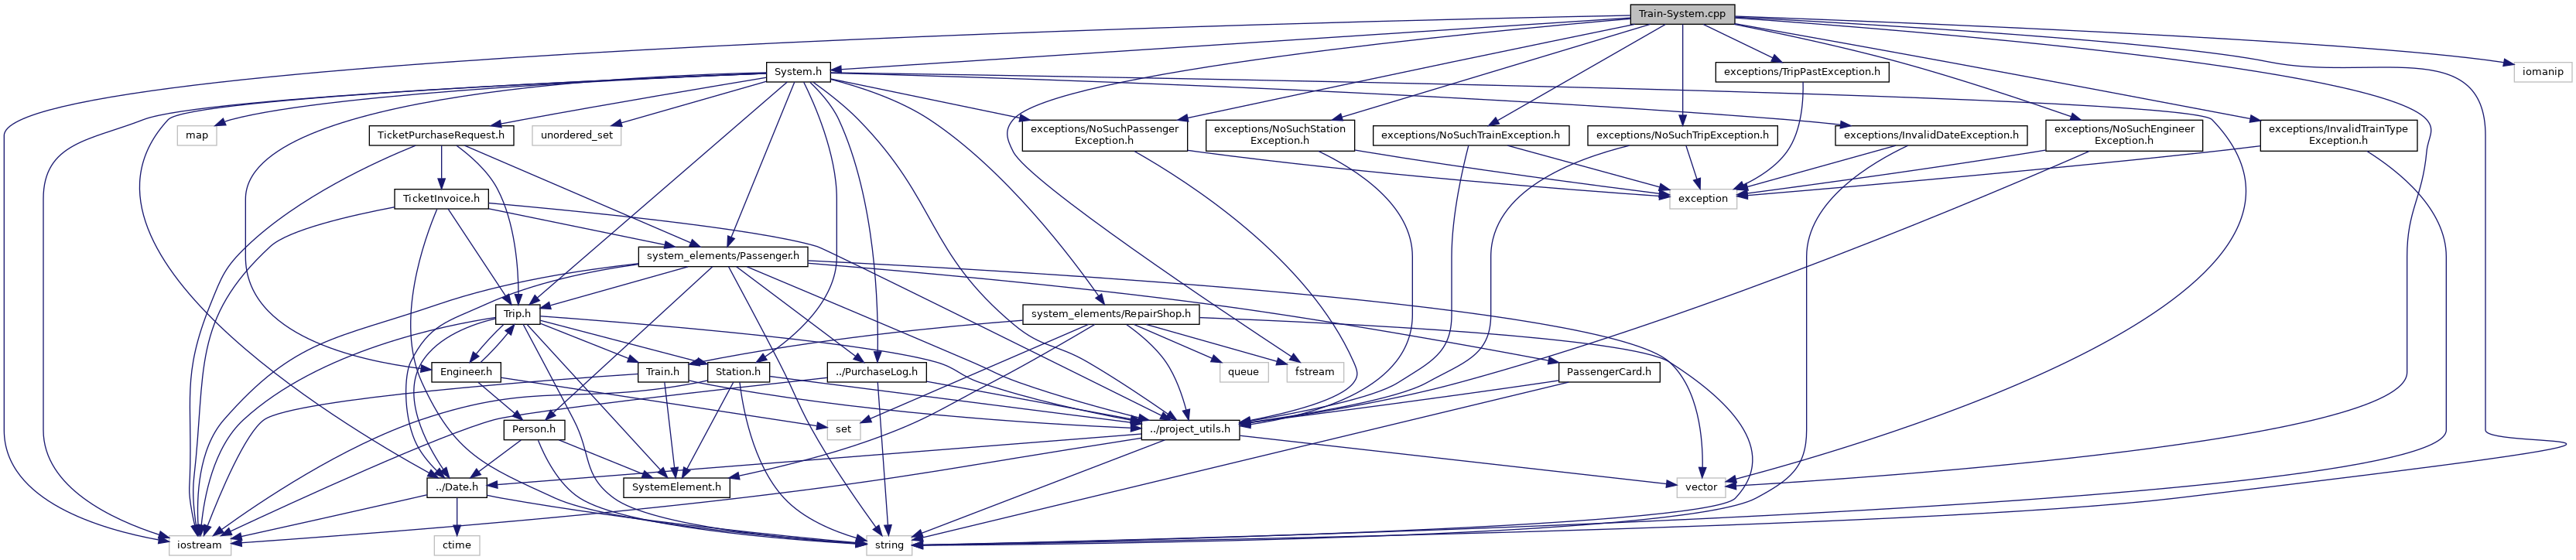 Train-System.cpp
System.h
exceptions/TripPastException.h
iomanip
map
TicketPurchaseRequest.h
unordered_set
exceptions/NoSuchPassenger
Exception.h
exceptions/NoSuchStation
Exception.h
exceptions/NoSuchTrainException.h
exceptions/NoSuchTripException.h
exceptions/InvalidDateException.h
exceptions/NoSuchEngineer
Exception.h
exceptions/InvalidTrainType
Exception.h
TicketInvoice.h
exception
system_elements/Passenger.h
Trip.h
system_elements/RepairShop.h
Engineer.h
Train.h
Station.h
../PurchaseLog.h
queue
fstream
PassengerCard.h
Person.h
set
../project_utils.h
../Date.h
SystemElement.h
vector
iostream
ctime
string